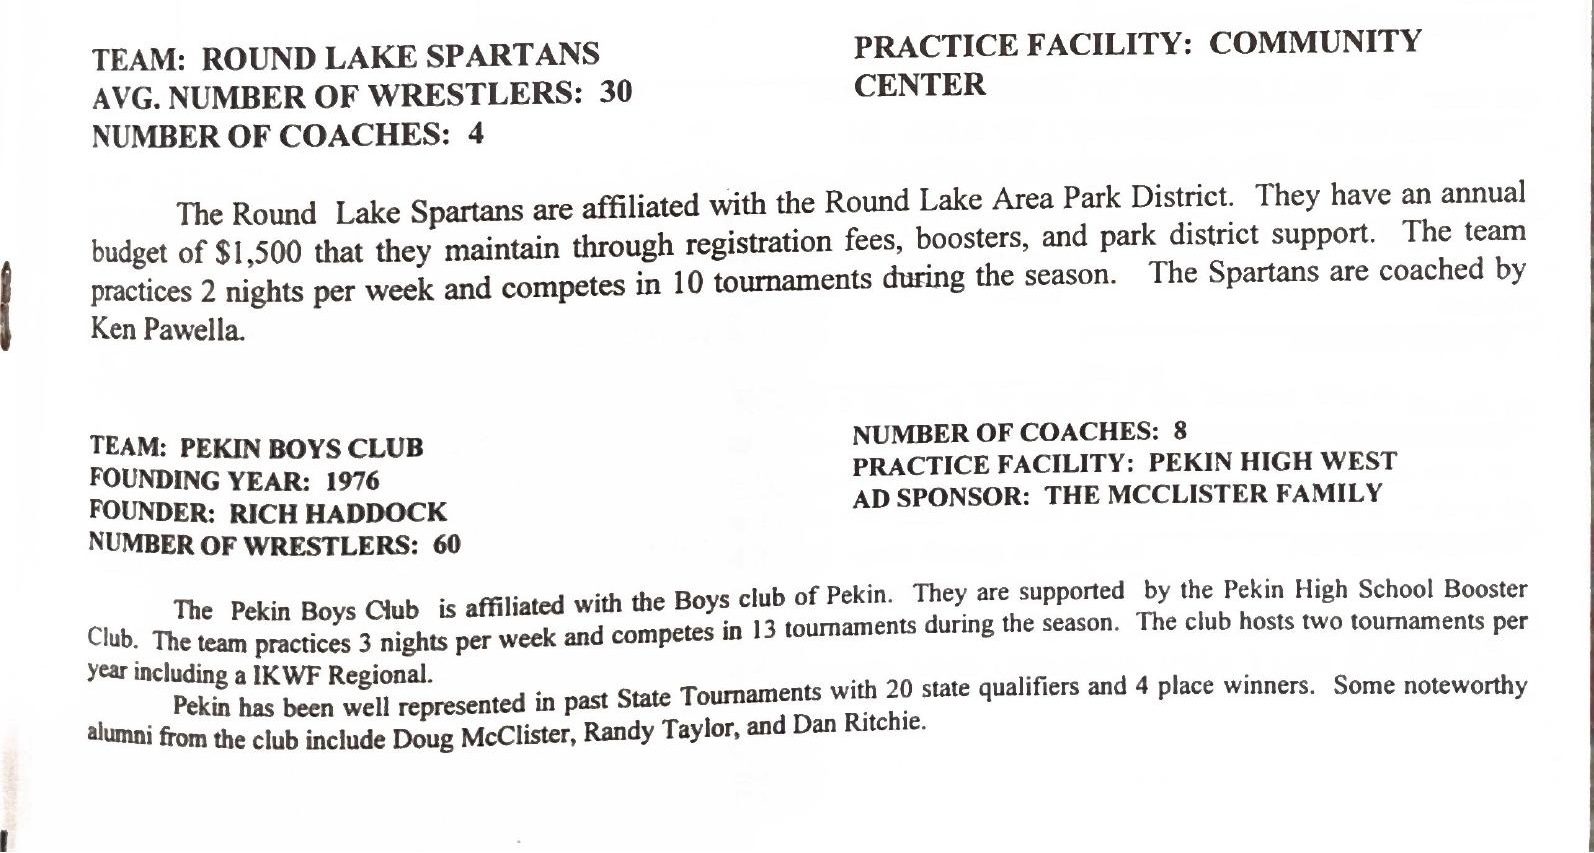 TEAM: ROUND LAKE SPARTANS
AVG. NUMBER OF WRESTLERS: 30
NUMBER OF COACHES: 4
PRACTICE FACILITY: COMMUNITY
CENTER
The Round Lake Spartans are affiliated with the Round Lake Area Park District. They have an annual
budget of $1,500 that they maintain through registration fees, boosters, and park district support. The team
practices 2 nights per week and competes in 10 tournaments during the season. The Spartans are coached by
Ken Pawella.
TEAM: PEKIN BOYS CLUB
FOUNDING YEAR: 1976
FOUNDER: RICH HADDOCK
NUMBER OF WRESTLERS: 60
NUMBER OF COACHES: 8
PRACTICE FACILITY: PEKIN HIGH WEST
AD SPONSOR: THE MCCLISTER FAMILY
The Pekin Boys Club is affiliated with the Boys club of Pekin. They are supported by the Pekin High School Booster
Club. The team practices 3 nights per week and competes in 13 tournaments during the season. The club hosts two tournaments per
year including a IKWF Regional.
Pekin has been well represented in past State Tournaments with 20 state qualifiers and 4 place winners. Some noteworthy
alumni from the club include Doug McClister, Randy Taylor, and Dan Ritchie.